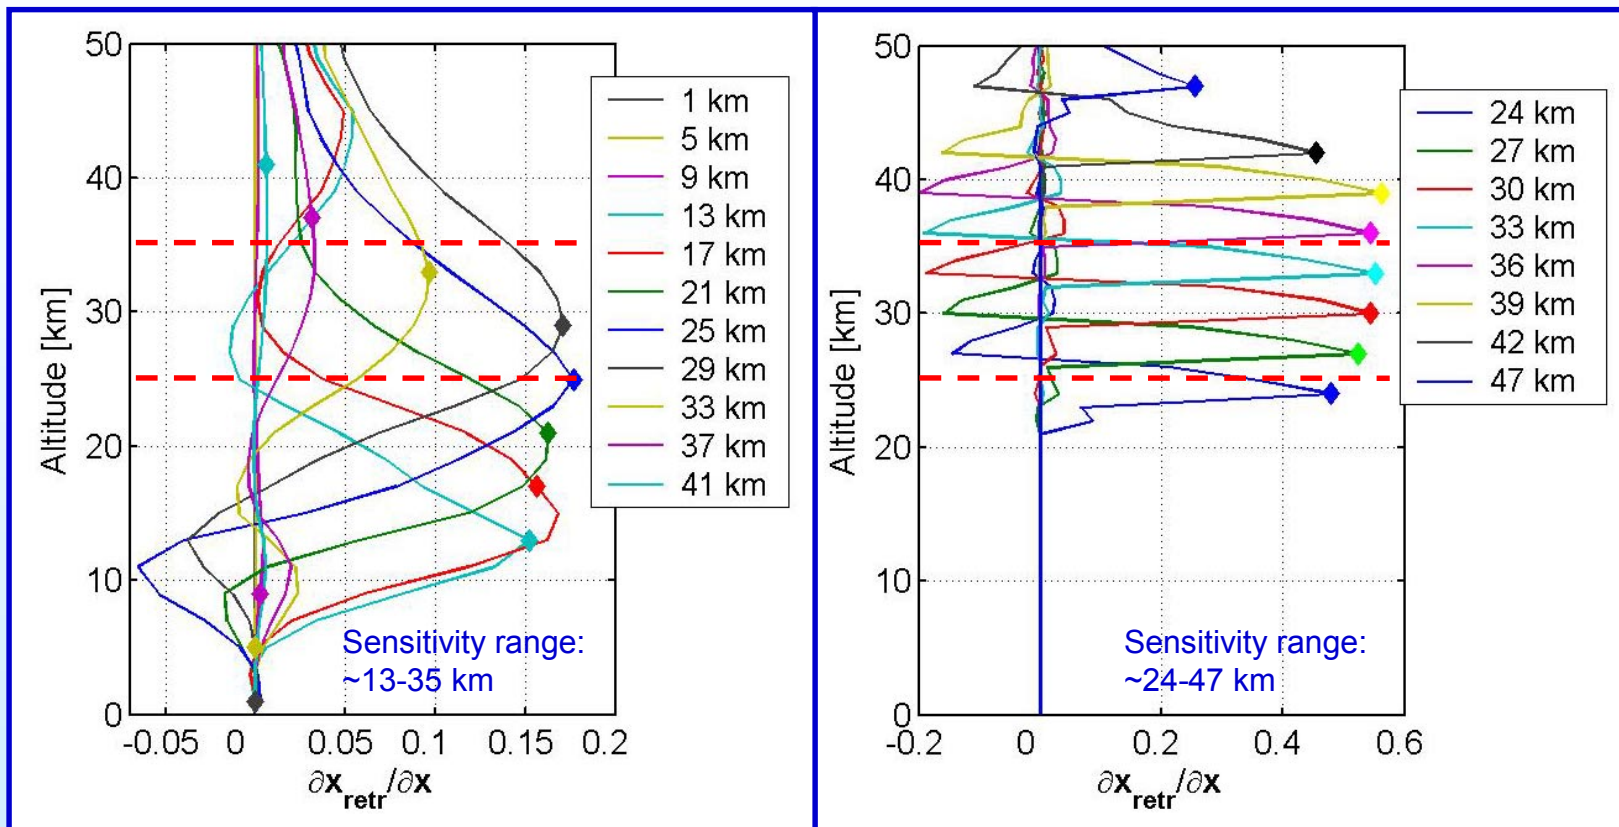 50
40
30
20
10
0
Altitude [km]
-0.05
0
0.05
0.1
0.15
0.2
∂x_retr/∂x
1 km
5 km
9 km
13 km
17 km
21 km
25 km
29 km
33 km
37 km
41 km
Sensitivity range:
~13-35 km
50
40
30
20
10
0
Altitude [km]
-0.2
0
0.2
0.4
0.6
∂x_retr/∂x
24 km
27 km
30 km
33 km
36 km
39 km
42 km
47 km
Sensitivity range:
~24-47 km